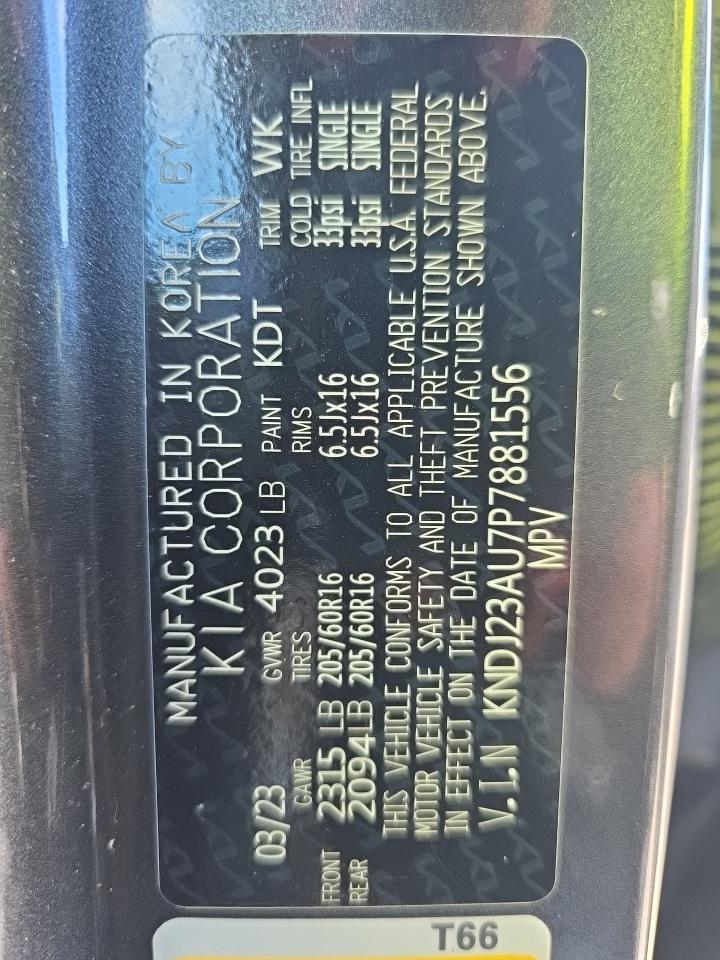 MANUFACTURED IN KOREA BY
KIA CORPORATION
03/23 GVWR 4023 LB PAINT KDT TRIM WK
GAWR TIRES RIMS COLD TIRE INFL
FRONT 2315 LB 205/60R16 6.5Jx16 33psi SINGLE
REAR 2094LB 205/60R16 6.5Jx16 33psi SINGLE
THIS VEHICLE CONFORMS TO ALL APPLICABLE U.S.A. FEDERAL
MOTOR VEHICLE SAFETY AND THEFT PREVENTION STANDARDS
IN EFFECT ON THE DATE OF MANUFACTURE SHOWN ABOVE.
V.I.N KNDJ23AU7P7881556
MPV
T66